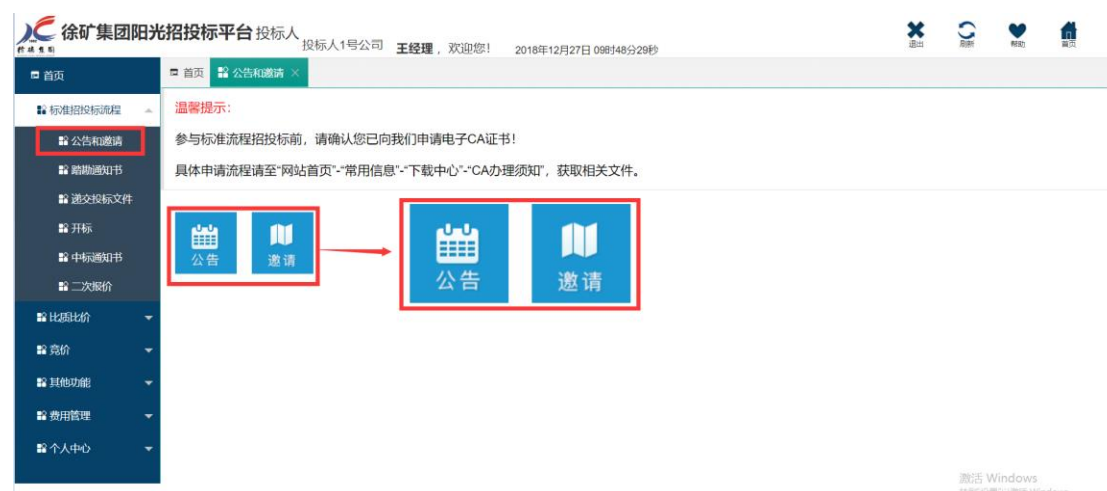 徐矿集团阳光招投标平台 投标人 投标人1号公司 王经理，欢迎您! 2018年12月27日 09时48分29秒
退出 刷新 帮助 首页
首页
首页 公告和邀请 ×
标准招投标流程
公告和邀请
踏勘通知书
递交投标文件
开标
中标通知书
二次报价
比质比价
竞价
其他功能
费用管理
个人中心
温馨提示：
参与标准流程招投标前，请确认您已向我们申请电子CA证书！
具体申请流程请至“网站首页”-“常用信息”-“下载中心”-“CA办理须知”，获取相关文件。
公告 邀请
公告 邀请
激活 Windows